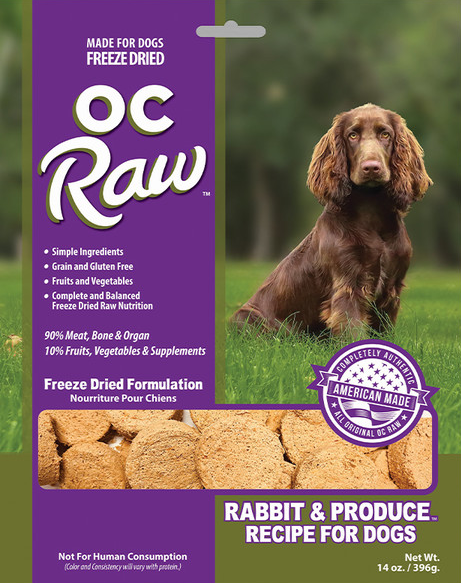 MADE FOR DOGS
FREEZE DRIED
OC
Raw™
• Simple Ingredients
• Grain and Gluten Free
• Fruits and Vegetables
• Complete and Balanced
Freeze Dried Raw Nutrition
90% Meat, Bone & Organ
10% Fruits, Vegetables & Supplements
Freeze Dried Formulation
Nourriture Pour Chiens
COMPLETELY AUTHENTIC
AMERICAN MADE
ALL ORIGINAL OC RAW
RABBIT & PRODUCE™
RECIPE FOR DOGS
Not For Human Consumption
(Color and Consistency will vary with protein.)
Net Wt.
14 oz. / 396g.